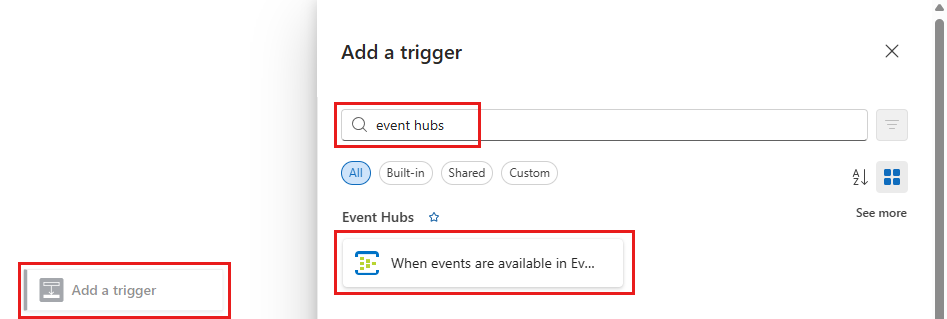 Add a trigger
event hubs
All Built-in Shared Custom
A
Z
Event Hubs
See more
When events are available in Ev...
Add a trigger